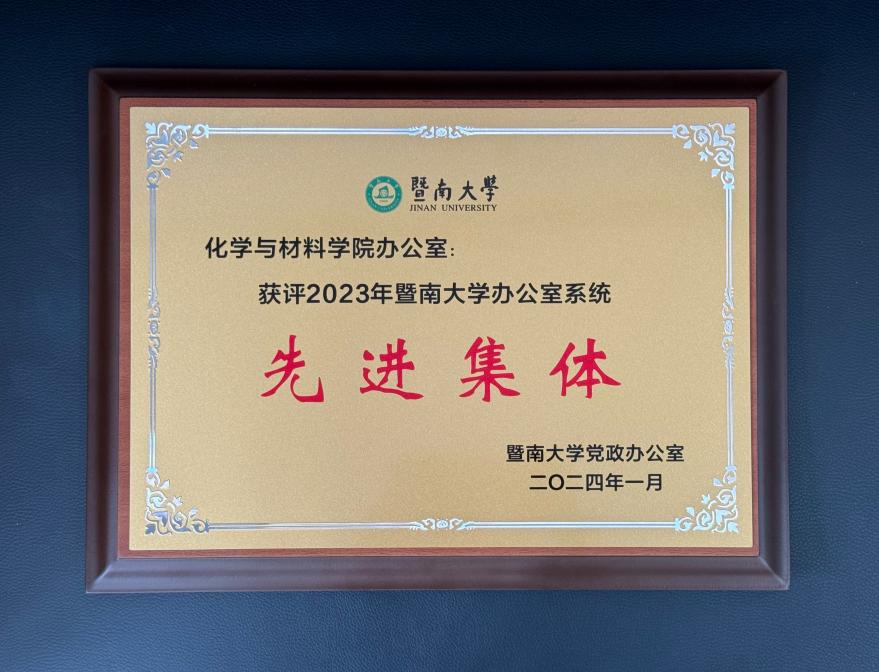 暨南大學
JINAN UNIVERSITY
化学与材料学院办公室：
获评2023年暨南大学办公室系统
先进集体
暨南大学党政办公室
二〇二四年一月